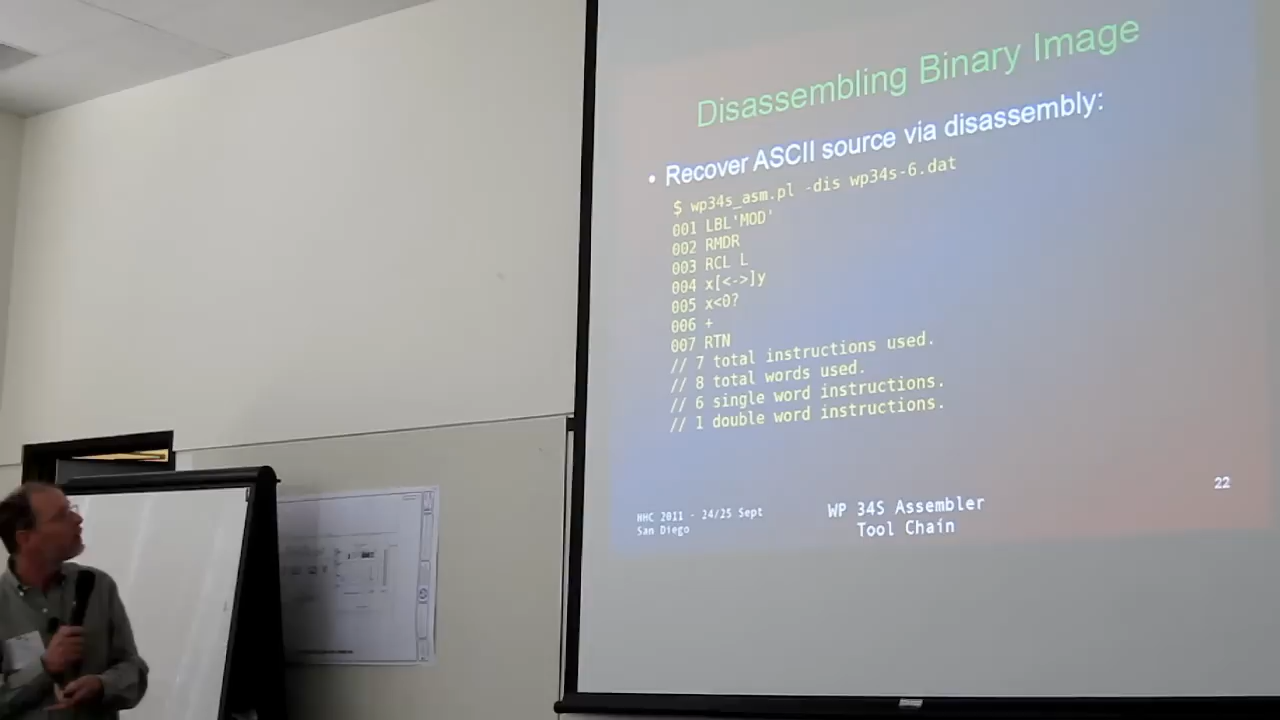 Disassembling Binary Image
• Recover ASCII source via disassembly:
$ wp34s_asm.pl -dis wp34s-6.dat
001 LBL'MOD'
002 RMDR
003 RCL L
004 x[<->]y
005 x<0?
006 +
007 RTN
// 7 total instructions used.
// 8 total words used.
// 6 single word instructions.
// 1 double word instructions.
HHC 2011 - 24/25 Sept
San Diego
WP 34S Assembler
Tool Chain
22